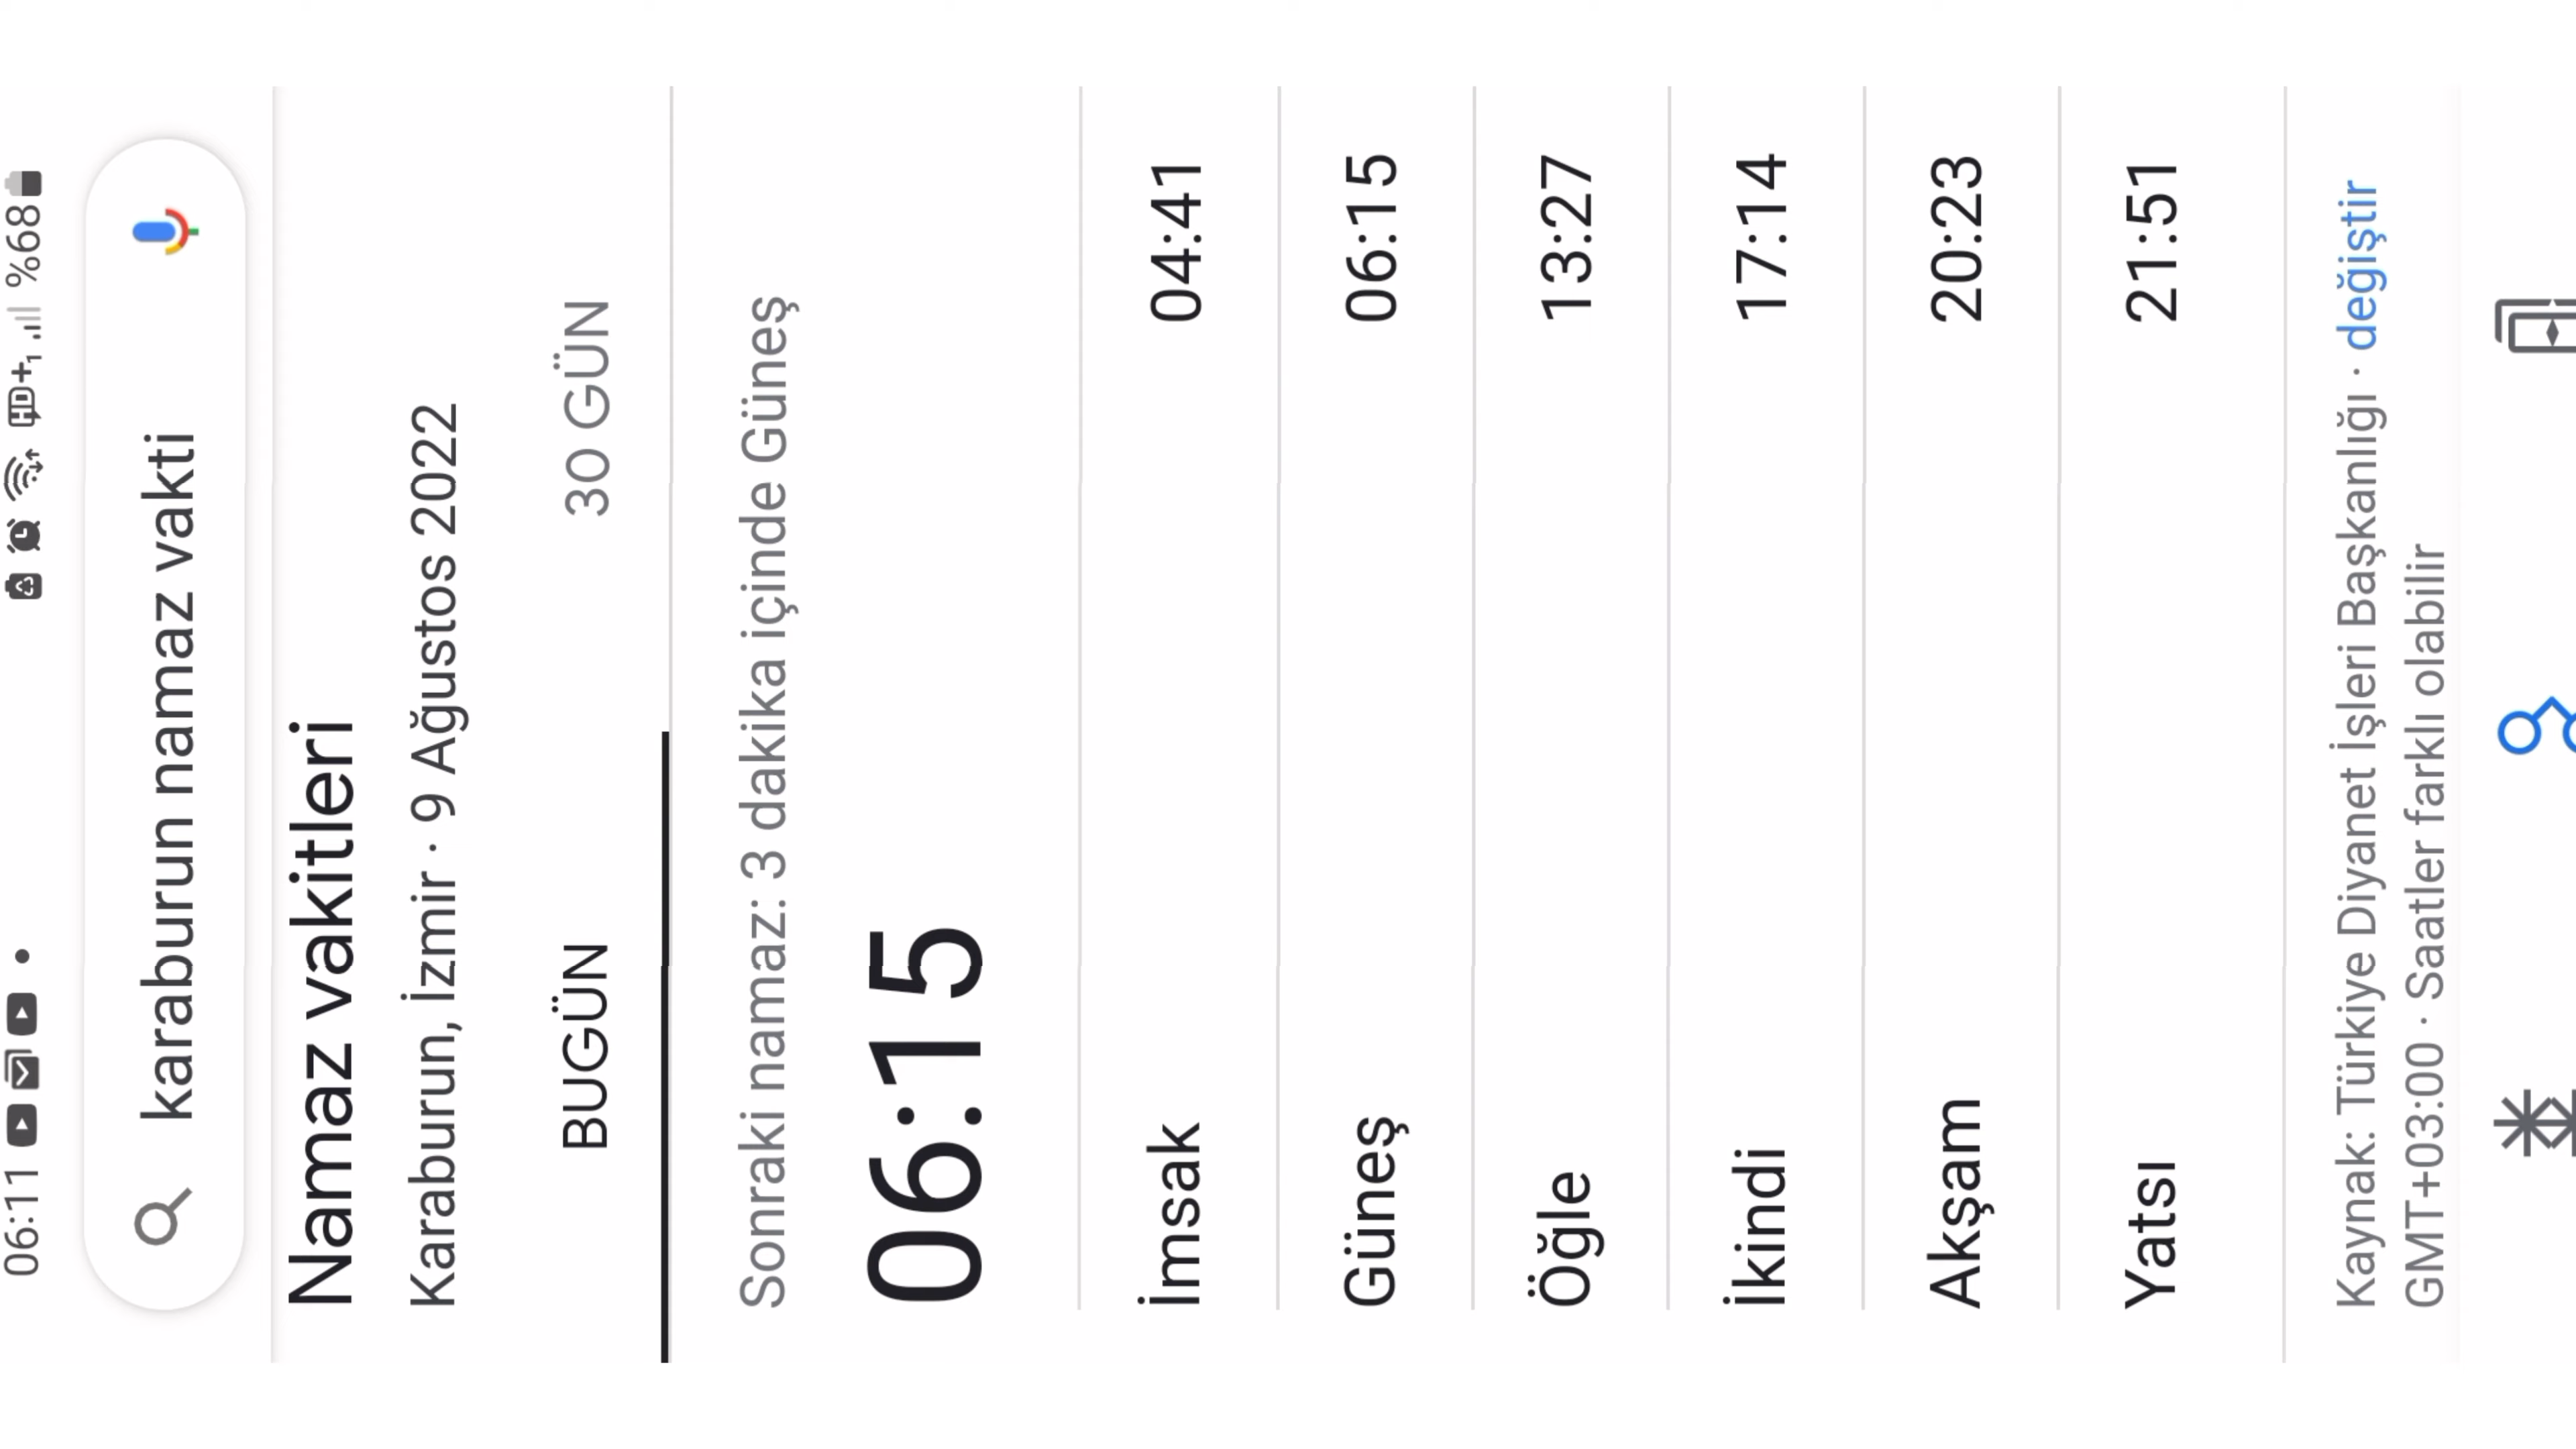 06:11 %68
karaburun namaz vakti
Namaz vakitleri
Karaburun, İzmir · 9 Ağustos 2022
BUGÜN 30 GÜN
Sonraki namaz: 3 dakika içinde Güneş
06:15
İmsak 04:41
Güneş 06:15
Öğle 13:27
İkindi 17:14
Akşam 20:23
Yatsı 21:51
Kaynak: Türkiye Diyanet İşleri Başkanlığı · değiştir
GMT+03:00 · Saatler farklı olabilir